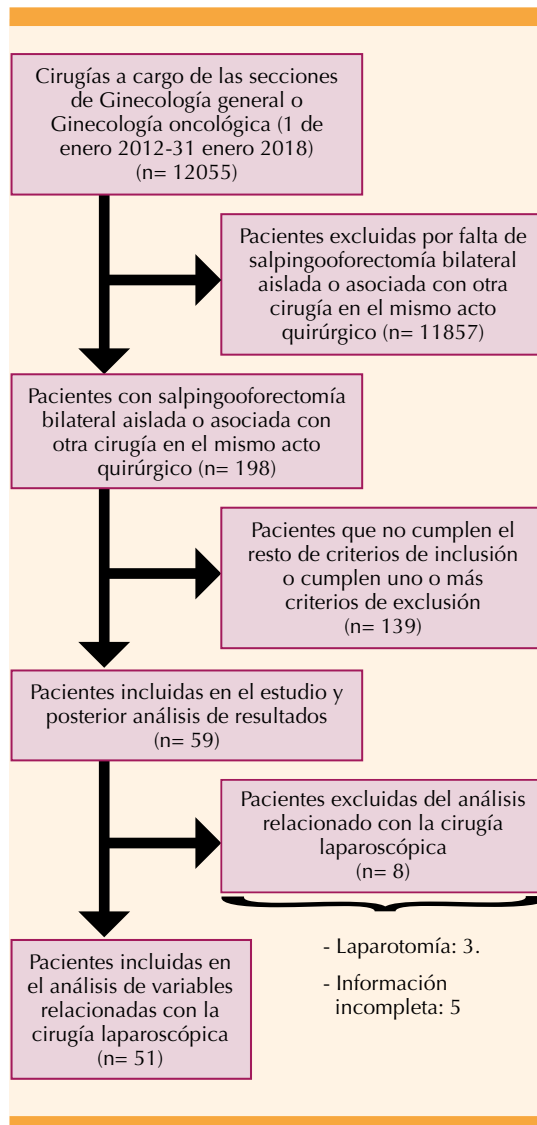 Cirugías a cargo de las secciones
de Ginecología general o
Ginecología oncológica (1 de
enero 2012-31 enero 2018)
(n= 12055)
Pacientes excluidas por falta de
salpingooforectomía bilateral
aislada o asociada con otra
cirugía en el mismo acto
quirúrgico (n= 11857)
Pacientes con salpingooforectomía
bilateral aislada o asociada con
otra cirugía en el mismo acto
quirúrgico (n= 198)
Pacientes que no cumplen el
resto de criterios de inclusión
o cumplen uno o más
criterios de exclusión
(n= 139)
Pacientes incluidas en el estudio y
posterior análisis de resultados
(n= 59)
Pacientes excluidas del análisis
relacionado con la cirugía
laparoscópica
(n= 8)
- Laparotomía: 3.
- Información
incompleta: 5
Pacientes incluidas en
el análisis de variables
relacionadas con la
cirugía laparoscópica
(n= 51)